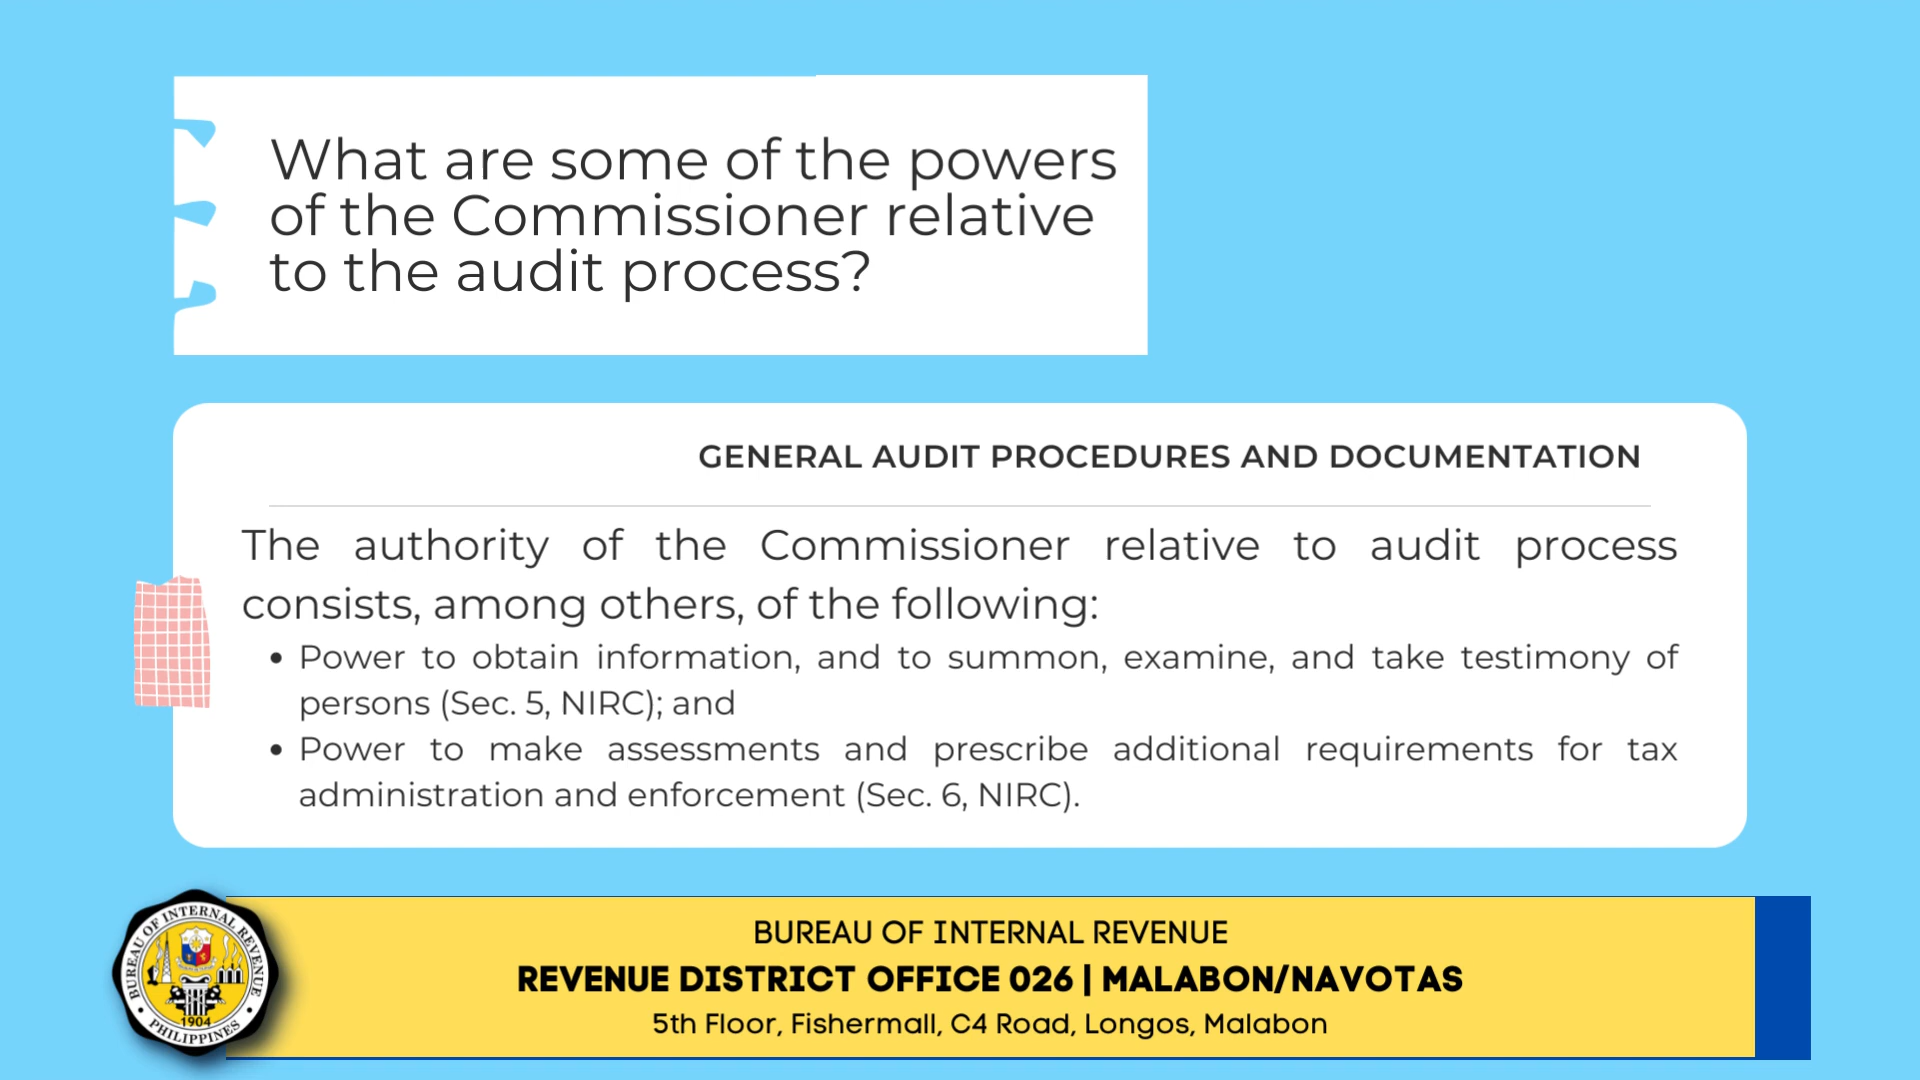 What are some of the powers
of the Commissioner relative
to the audit process?
GENERAL AUDIT PROCEDURES AND DOCUMENTATION
The authority of the Commissioner relative to audit process
consists, among others, of the following:
• Power to obtain information, and to summon, examine, and take testimony of
persons (Sec. 5, NIRC); and
• Power to make assessments and prescribe additional requirements for tax
administration and enforcement (Sec. 6, NIRC).
BUREAU OF INTERNAL REVENUE
PHILIPPINES
1904
BUREAU OF INTERNAL REVENUE
REVENUE DISTRICT OFFICE 026 | MALABON/NAVOTAS
5th Floor, Fishermall, C4 Road, Longos, Malabon